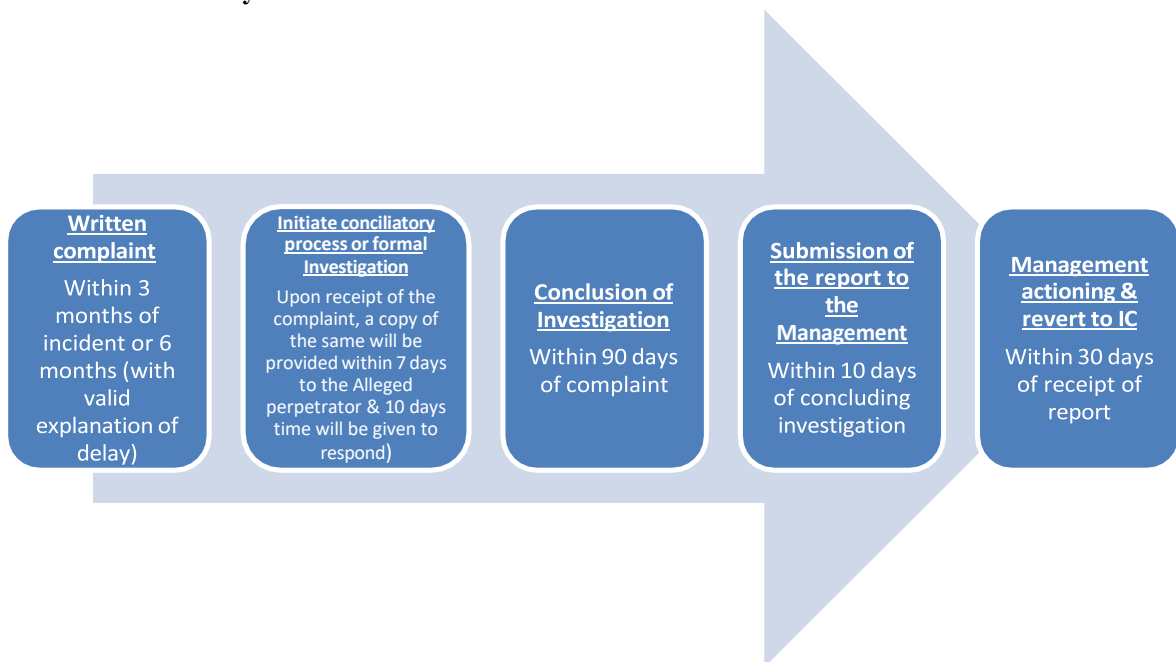 Written
complaint
Within 3
months of
incident or 6
months (with
valid
explanation of
delay)
Initiate conciliatory
process or formal
Investigation
Upon receipt of the
complaint, a copy of
the same will be
provided within 7 days
to the Alleged
perpetrator & 10 days
time will be given to
respond)
Conclusion of
Investigation
Within 90 days
of complaint
Submission of
the report to
the
Management
Within 10 days
of concluding
investigation
Management
actioning &
revert to IC
Within 30 days
of receipt of
report